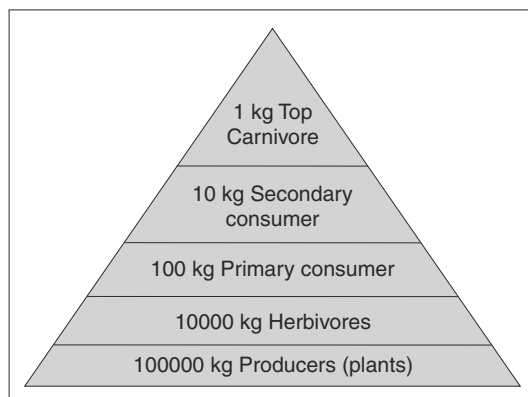 1 kg Top
Carnivore
10 kg Secondary
consumer
100 kg Primary consumer
10000 kg Herbivores
100000 kg Producers (plants)